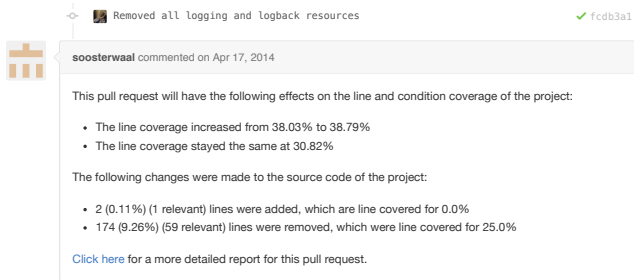 Removed all logging and logback resources fcdb3a1
soosterwaal commented on Apr 17, 2014
This pull request will have the following effects on the line and condition coverage of the project:
• The line coverage increased from 38.03% to 38.79%
• The line coverage stayed the same at 30.82%
The following changes were made to the source code of the project:
• 2 (0.11%) (1 relevant) lines were added, which are line covered for 0.0%
• 174 (9.26%) (59 relevant) lines were removed, which were line covered for 25.0%
Click here for a more detailed report for this pull request.